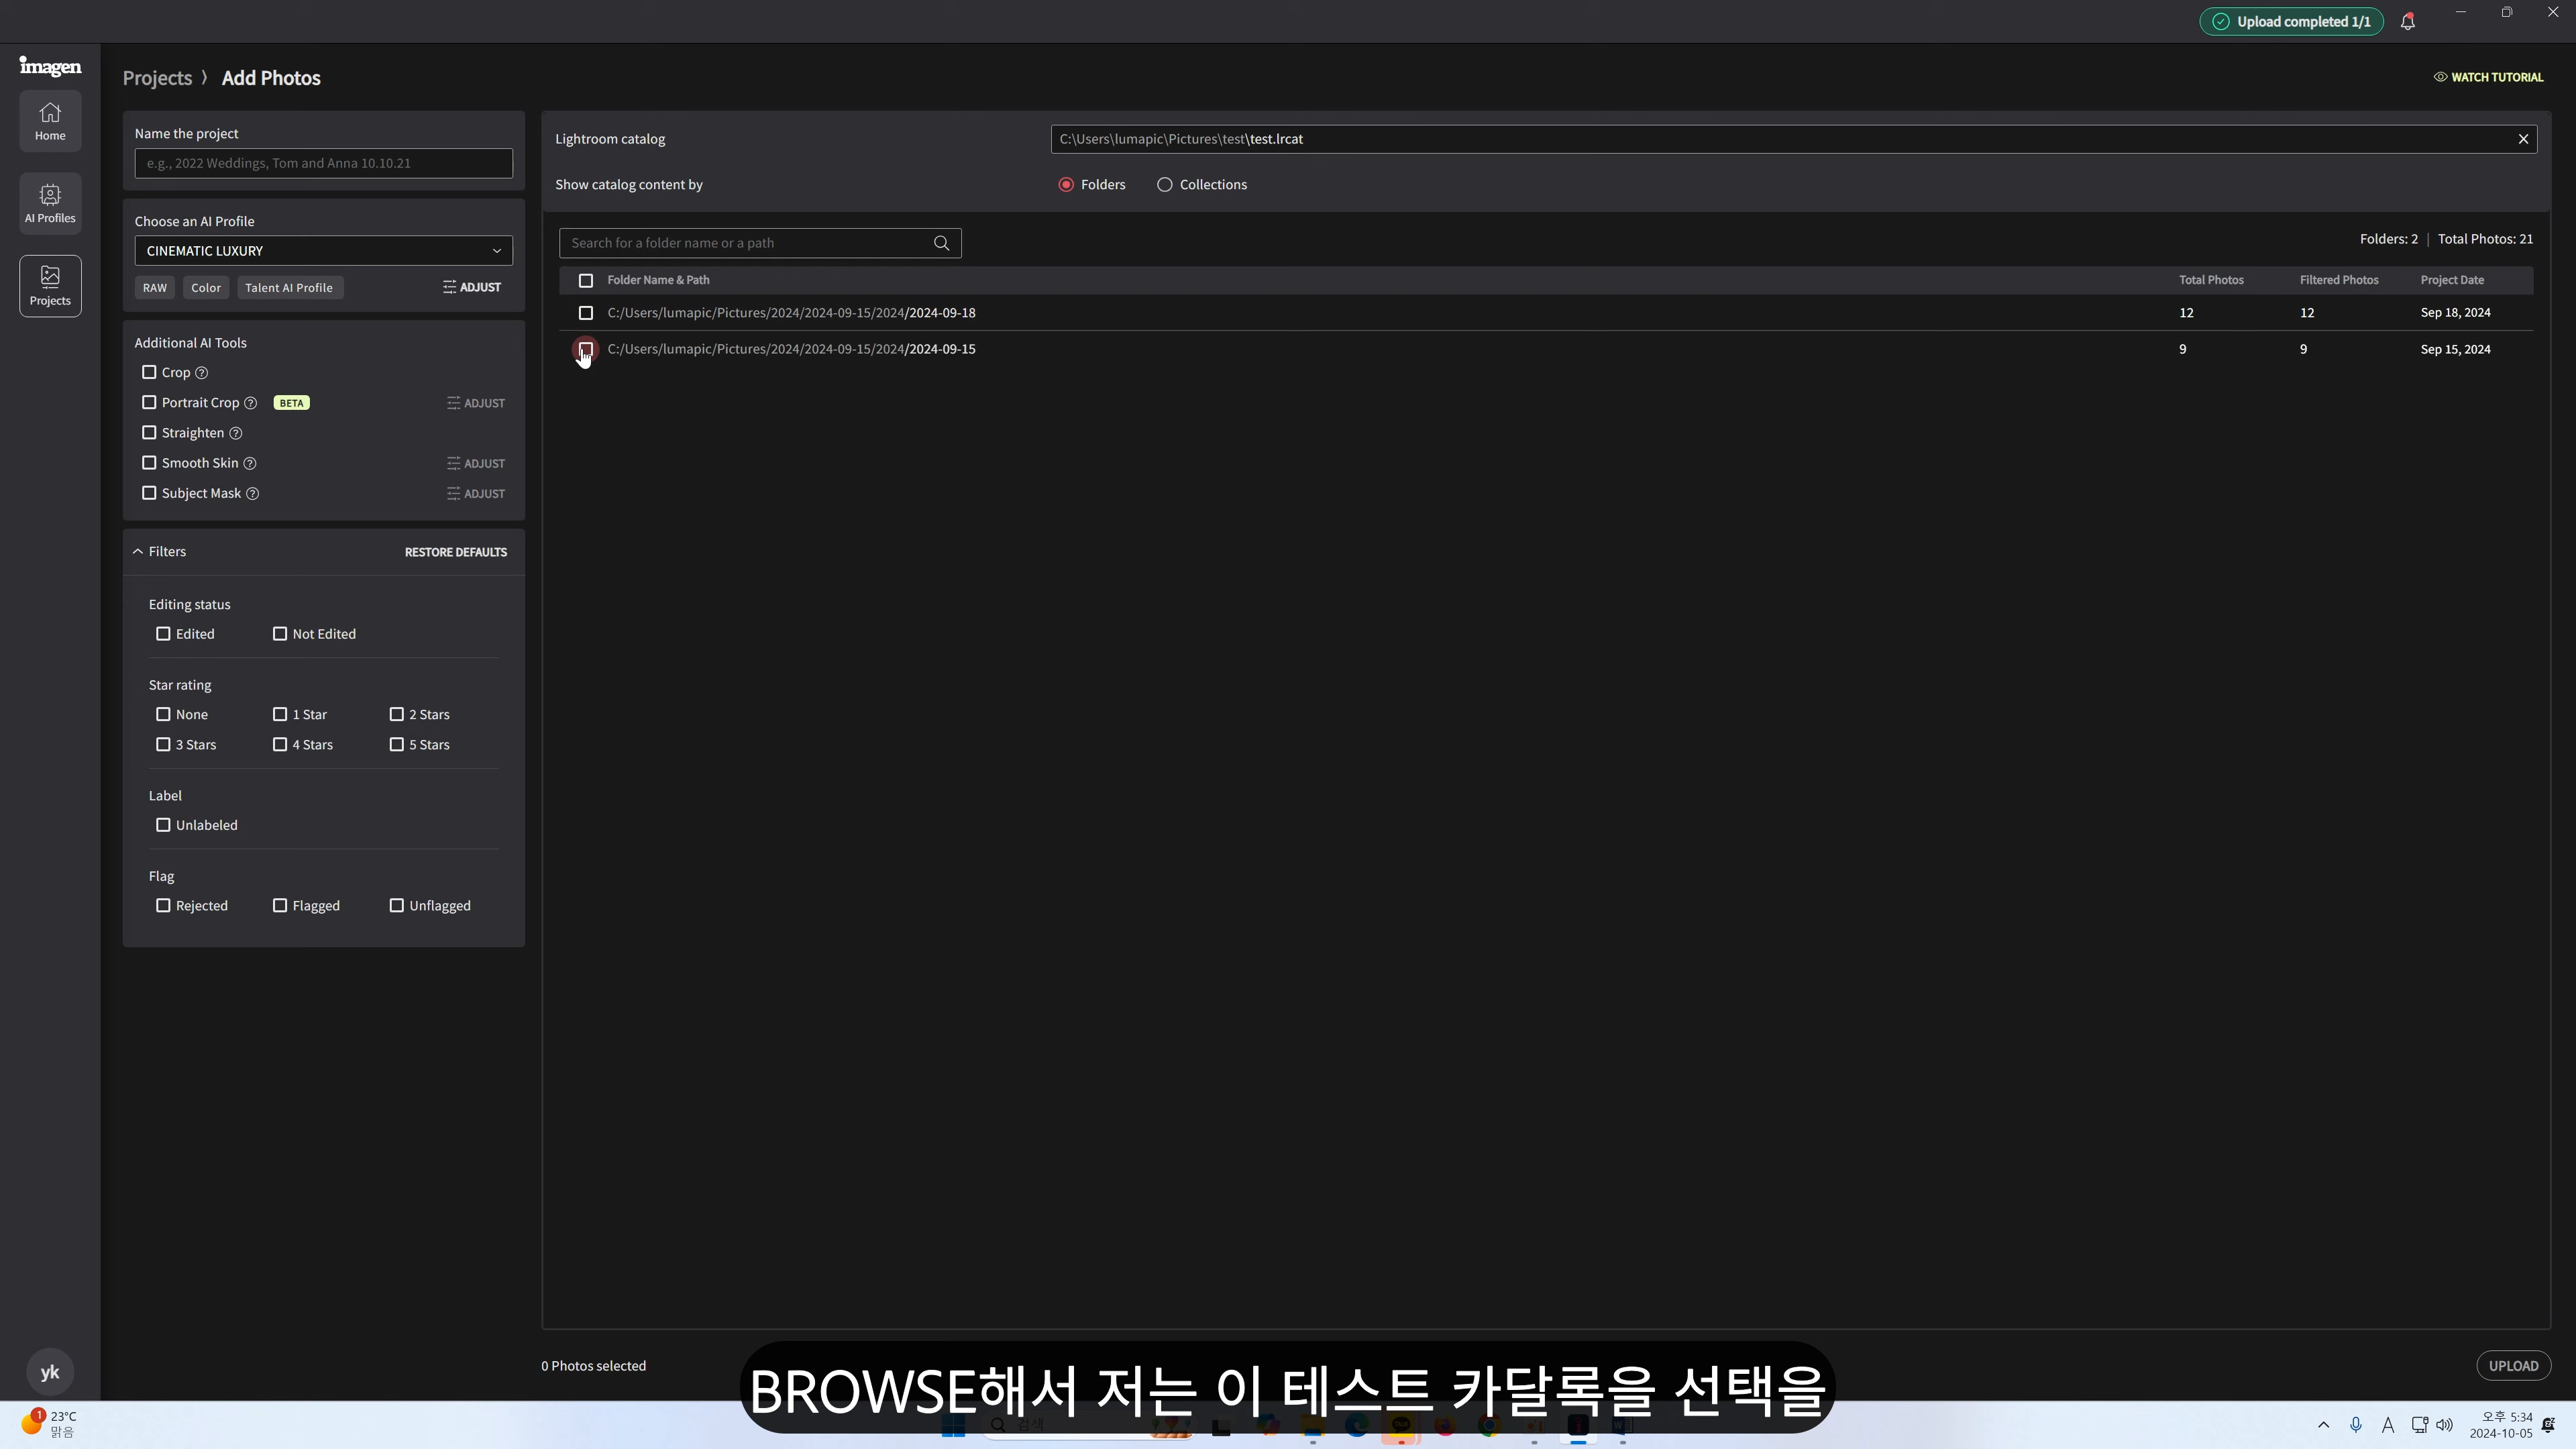 Upload completed 1/1
imagen
Projects 〉 Add Photos
WATCH TUTORIAL
Home
AI Profiles
Projects
Name the project
e.g., 2022 Weddings, Tom and Anna 10.10.21
Choose an AI Profile
CINEMATIC LUXURY
RAW Color Talent AI Profile ADJUST
Additional AI Tools
Crop
Portrait Crop BETA ADJUST
Straighten
Smooth Skin ADJUST
Subject Mask ADJUST
Filters RESTORE DEFAULTS
Editing status
Edited Not Edited
Star rating
None 1 Star 2 Stars
3 Stars 4 Stars 5 Stars
Label
Unlabeled
Flag
Rejected Flagged Unflagged
Lightroom catalog C:\Users\lumapic\Pictures\test\test.lrcat
Show catalog content by Folders Collections
Search for a folder name or a path Folders: 2 | Total Photos: 21
Folder Name & Path Total Photos Filtered Photos Project Date
C:/Users/lumapic/Pictures/2024/2024-09-15/2024/2024-09-18 12 12 Sep 18, 2024
C:/Users/lumapic/Pictures/2024/2024-09-15/2024/2024-09-15 9 9 Sep 15, 2024
0 Photos selected UPLOAD
yk
BROWSE해서 저는 이 테스트 카달록을 선택을
1 23°C
맑음
검색
A
오후 5:34
2024-10-05